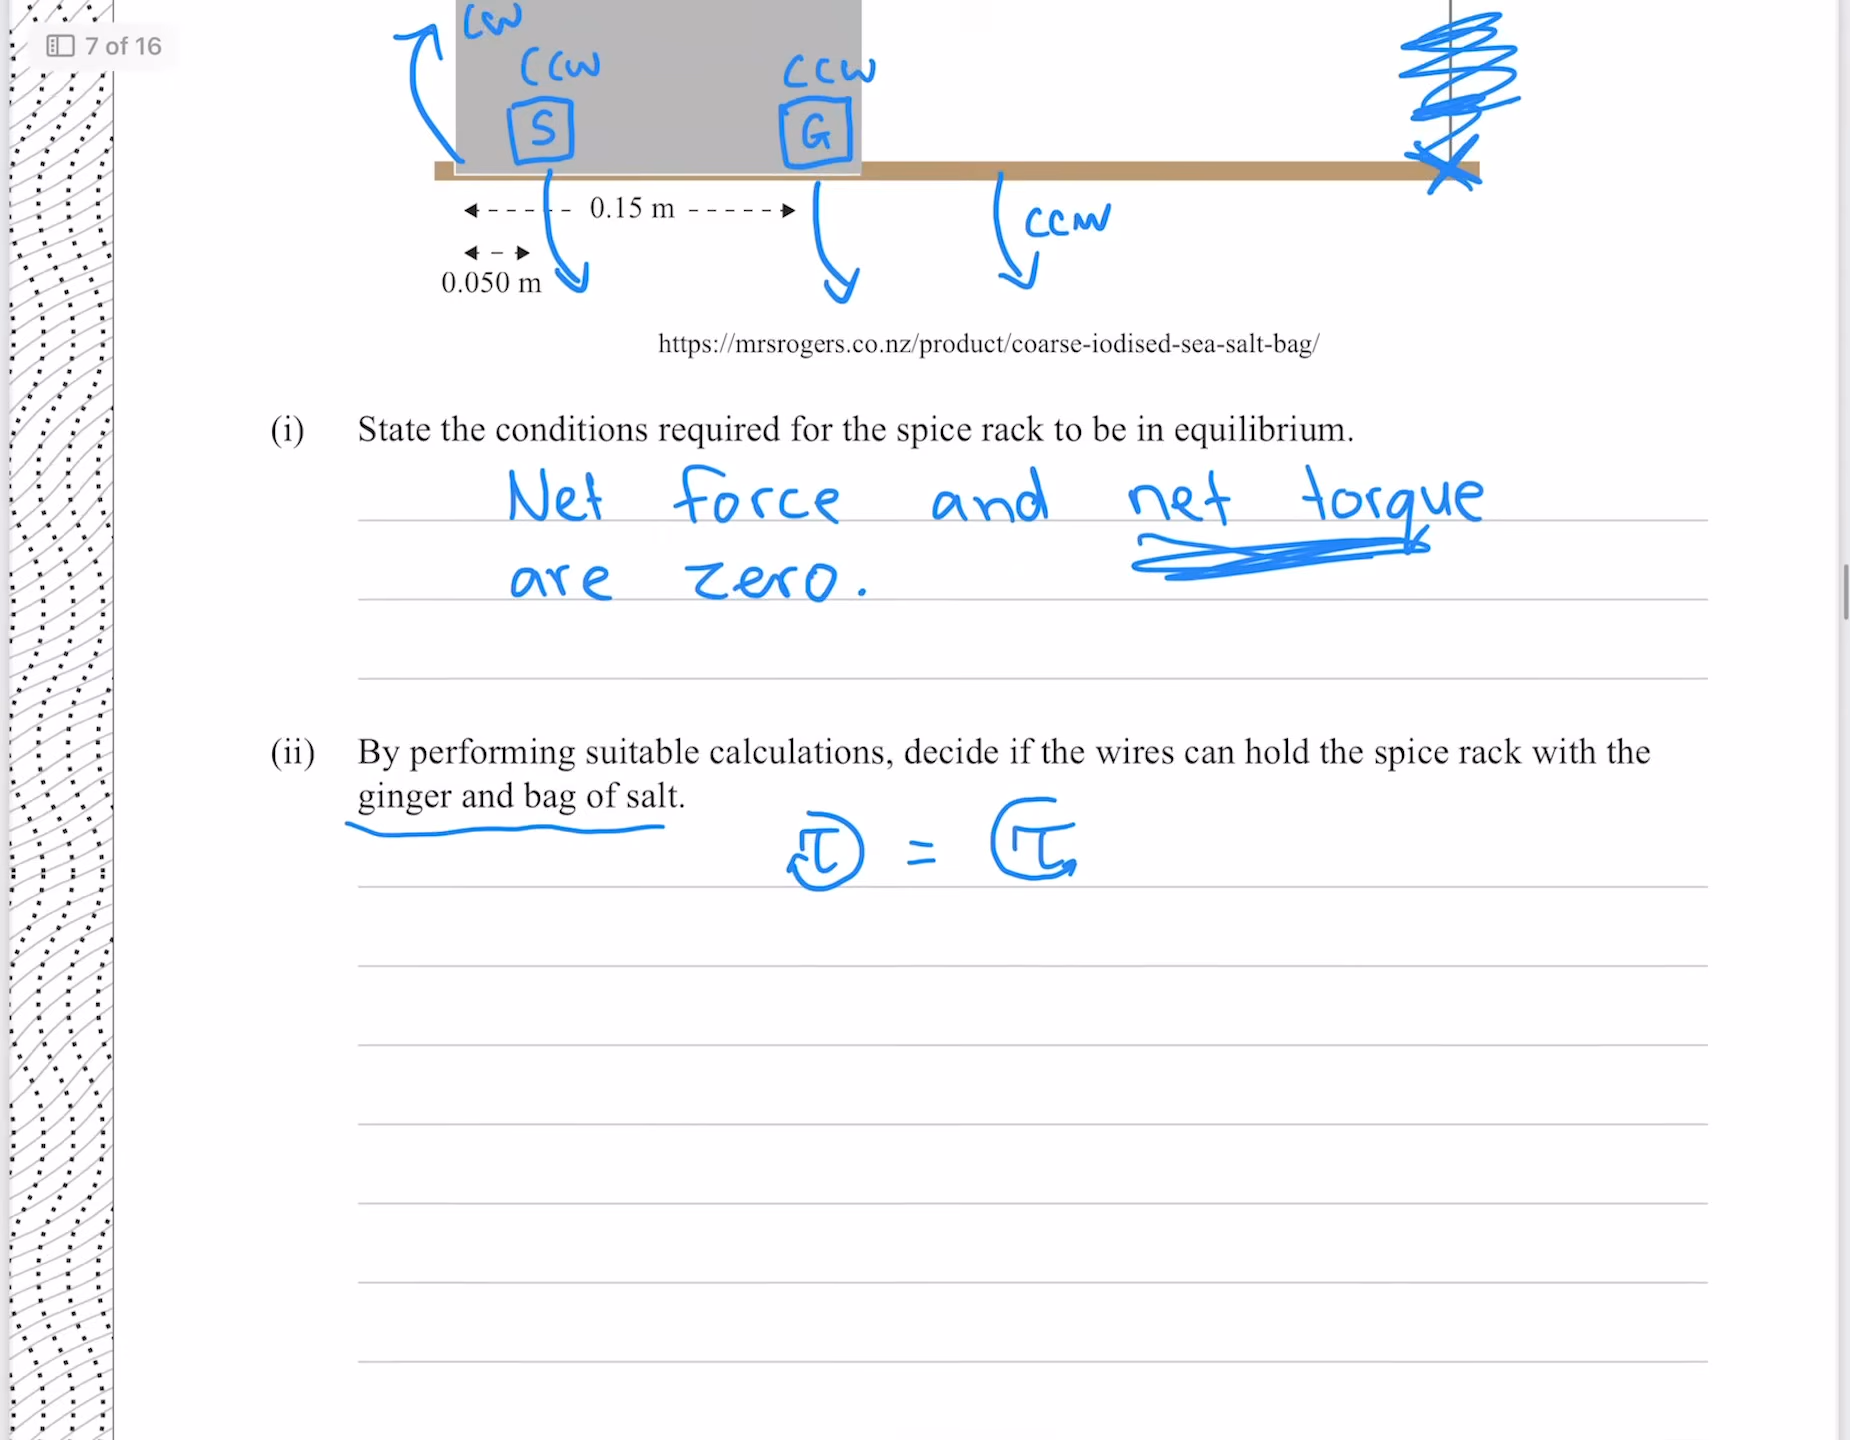 CW
7 of 16
CCW
CCW
S
G
0.15 m
CCW
0.050 m
https://mrsrogers.co.nz/product/coarse-iodised-sea-salt-bag/
(i) State the conditions required for the spice rack to be in equilibrium.
Net force and net torque
are zero.
(ii) By performing suitable calculations, decide if the wires can hold the spice rack with the
ginger and bag of salt.
τ = τ